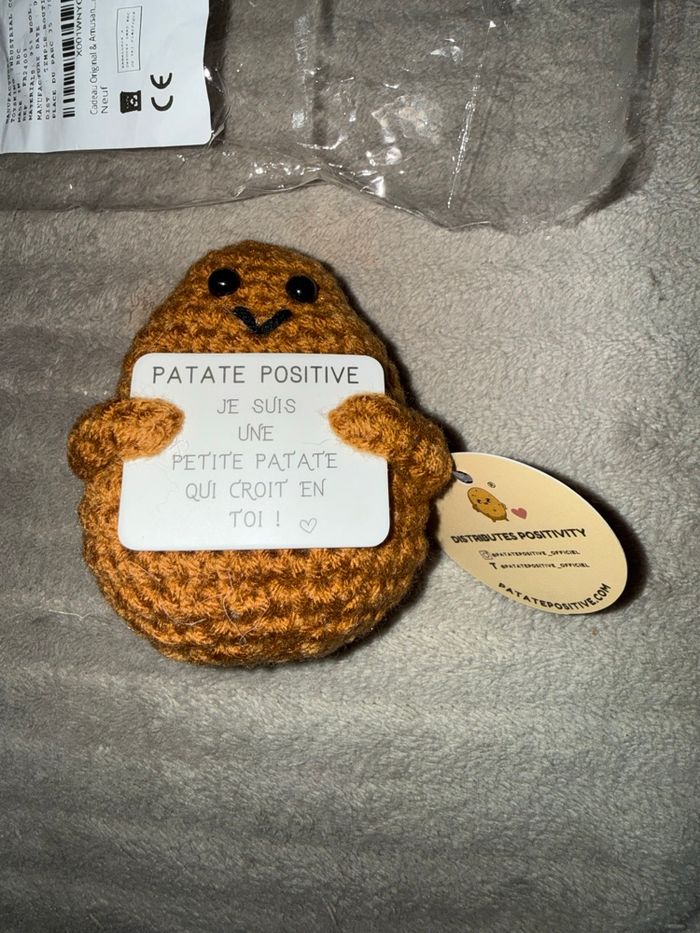 Cadeau Original & Amusan...
Neuf
CE
PATATE POSITIVE
JE SUIS
UNE
PETITE PATATE
QUI CROIT EN
TOI !
®
DISTRIBUTES POSITIVITY
@PATATEPOSITIVE_OFFICIEL
@PATATEPOSITIVE_OFFICIEL
PATATEPOSITIVE.COM